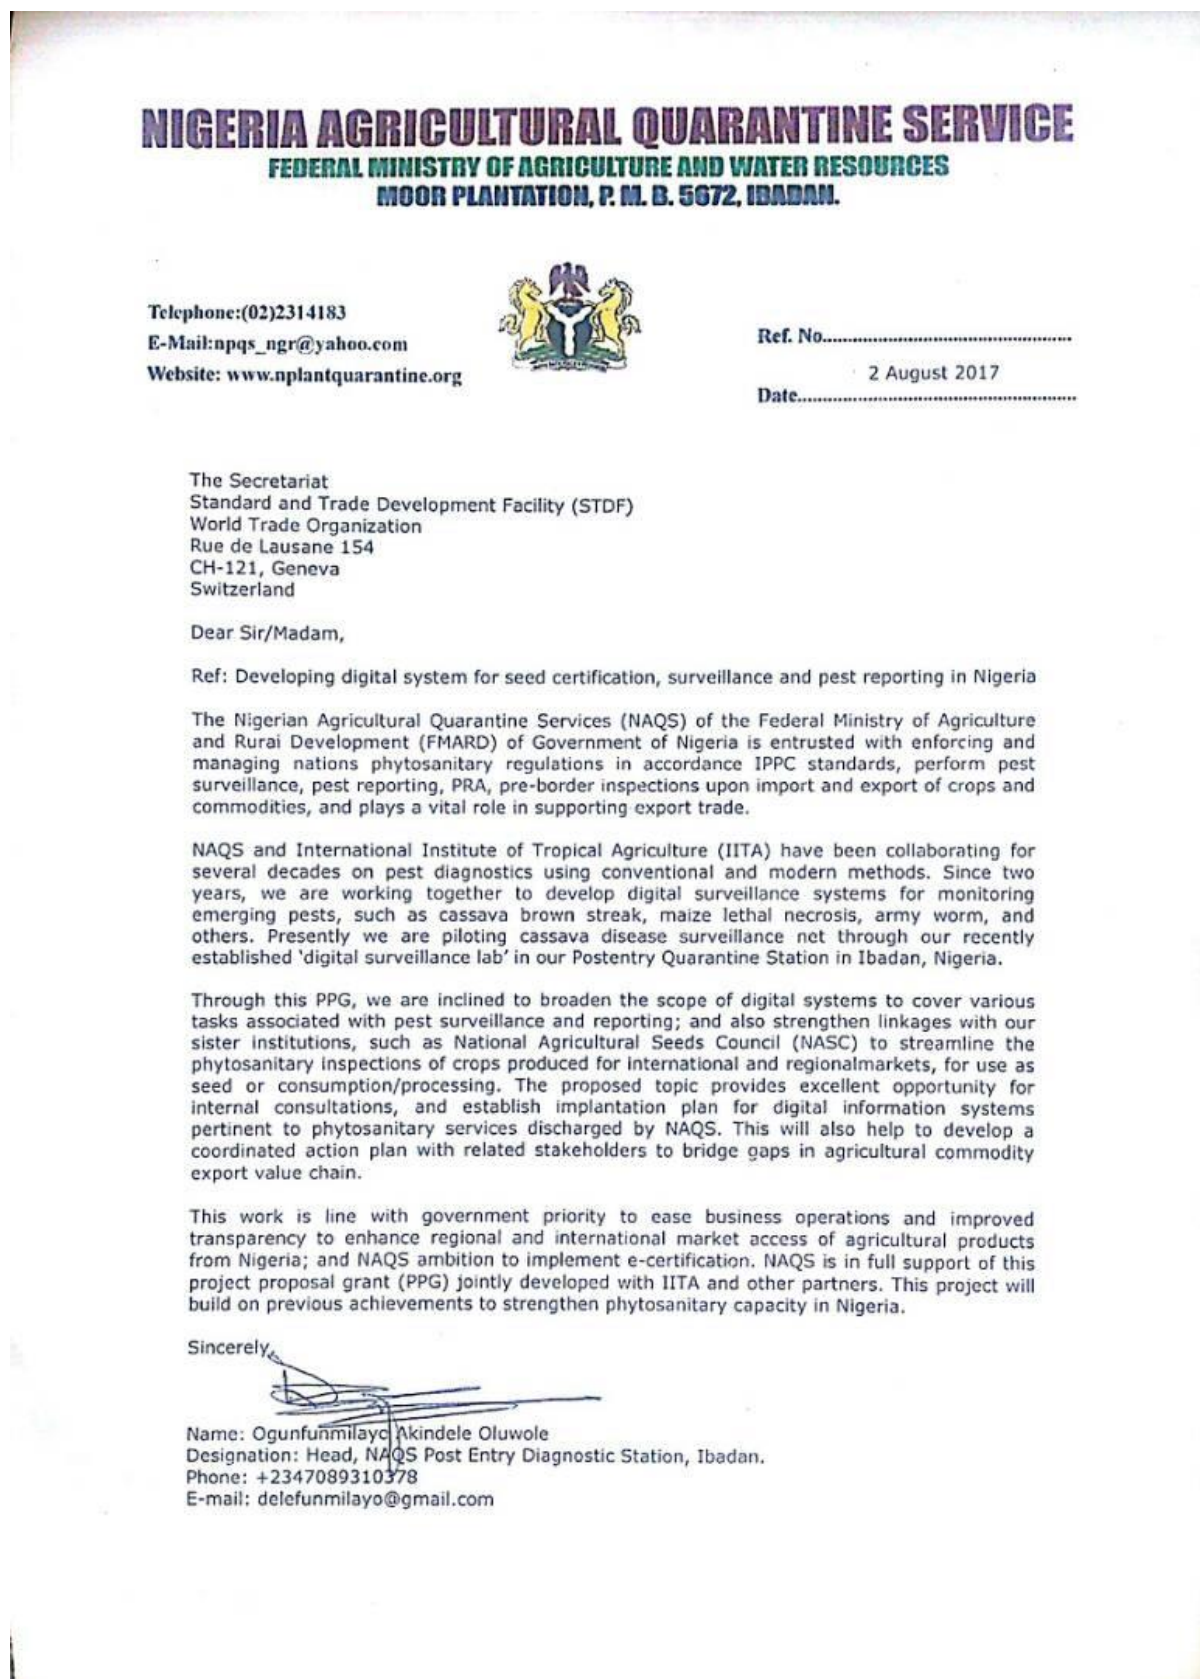 NIGERIA AGRICULTURAL QUARANTINE SERVICE
FEDERAL MINISTRY OF AGRICULTURE AND WATER RESOURCES
MOOR PLANTATION, P. M. B. 5672, IBADAN.
Telephone:(02)2314183
E-Mail:npqs_ngr@yahoo.com
Website: www.nplantquarantine.org
Ref. No.
2 August 2017
Date
The Secretariat
Standard and Trade Development Facility (STDF)
World Trade Organization
Rue de Lausane 154
CH-121, Geneva
Switzerland
Dear Sir/Madam,
Ref: Developing digital system for seed certification, surveillance and pest reporting in Nigeria
The Nigerian Agricultural Quarantine Services (NAQS) of the Federal Ministry of Agriculture
and Rurai Development (FMARD) of Government of Nigeria is entrusted with enforcing and
managing nations phytosanitary regulations in accordance IPPC standards, perform pest
surveillance, pest reporting, PRA, pre-border inspections upon import and export of crops and
commodities, and plays a vital role in supporting export trade.
NAQS and International Institute of Tropical Agriculture (IITA) have been collaborating for
several decades on pest diagnostics using conventional and modern methods. Since two
years, we are working together to develop digital surveillance systems for monitoring
emerging pests, such as cassava brown streak, maize lethal necrosis, army worm, and
others. Presently we are piloting cassava disease surveillance net through our recently
established ‘digital surveillance lab’ in our Postentry Quarantine Station in Ibadan, Nigeria.
Through this PPG, we are inclined to broaden the scope of digital systems to cover various
tasks associated with pest surveillance and reporting; and also strengthen linkages with our
sister institutions, such as National Agricultural Seeds Council (NASC) to streamline the
phytosanitary inspections of crops produced for international and regionalmarkets, for use as
seed or consumption/processing. The proposed topic provides excellent opportunity for
internal consultations, and establish implantation plan for digital information systems
pertinent to phytosanitary services discharged by NAQS. This will also help to develop a
coordinated action plan with related stakeholders to bridge gaps in agricultural commodity
export value chain.
This work is line with government priority to ease business operations and improved
transparency to enhance regional and international market access of agricultural products
from Nigeria; and NAQS ambition to implement e-certification. NAQS is in full support of this
project proposal grant (PPG) jointly developed with IITA and other partners. This project will
build on previous achievements to strengthen phytosanitary capacity in Nigeria.
Sincerely,
Name: Ogunfunmilayo Akindele Oluwole
Designation: Head, NAQS Post Entry Diagnostic Station, Ibadan.
Phone: +2347089310378
E-mail: delefunmilayo@gmail.com